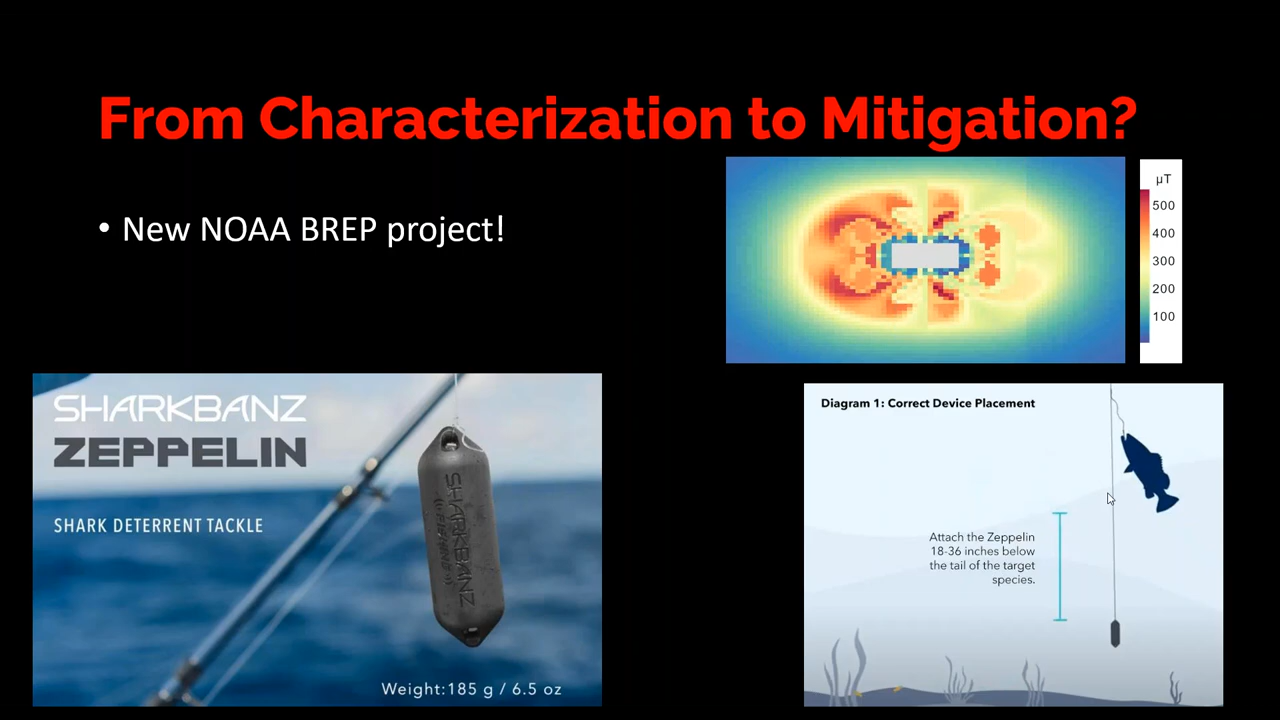 From Characterization to Mitigation?
• New NOAA BREP project!
µT
500
400
300
200
100
SHARKBANZ
ZEPPELIN
SHARK DETERRENT TACKLE
SHARKBANZ
FISHING
Weight:185 g / 6.5 oz
Diagram 1: Correct Device Placement
Attach the Zeppelin
18-36 inches below
the tail of the target
species.